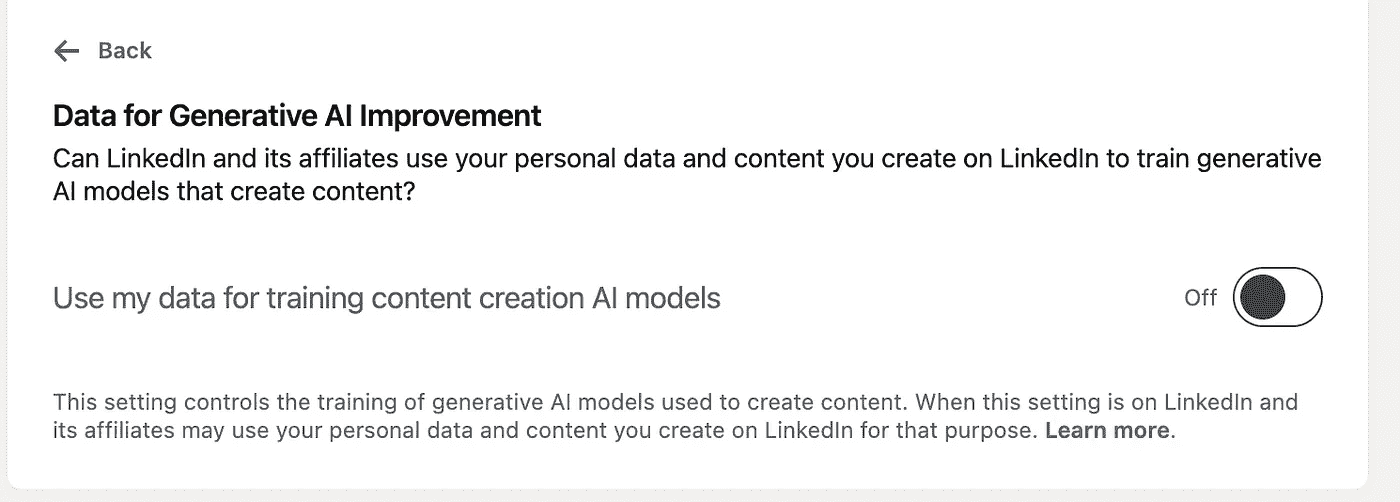 Back
Data for Generative AI Improvement
Can LinkedIn and its affiliates use your personal data and content you create on LinkedIn to train generative
AI models that create content?
Use my data for training content creation AI models
Off
This setting controls the training of generative AI models used to create content. When this setting is on LinkedIn and
its affiliates may use your personal data and content you create on LinkedIn for that purpose. Learn more.